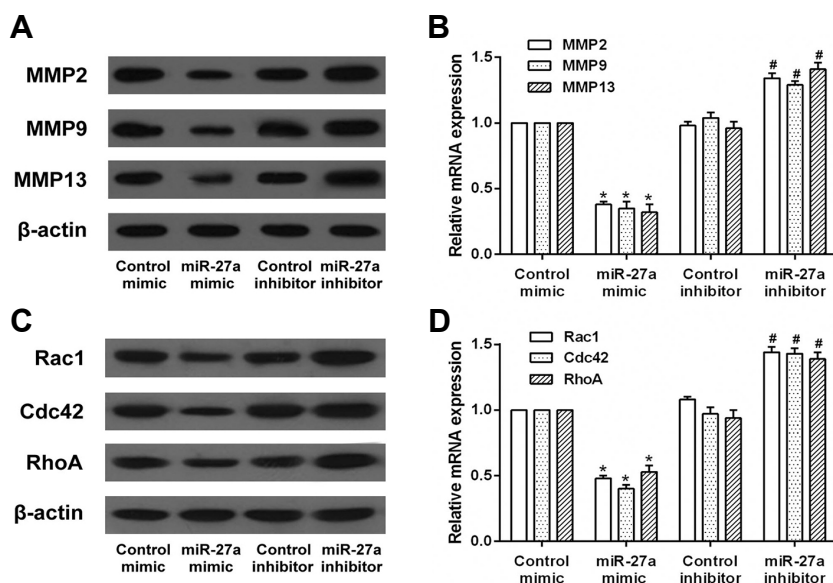 A
MMP2
MMP9
MMP13
β-actin
Control miR-27a Control miR-27a
mimic mimic inhibitor inhibitor
B
MMP2
MMP9
MMP13
Relative mRNA expression
1.5
1.0
0.5
0.0
* * *
# # #
Control miR-27a Control miR-27a
mimic mimic inhibitor inhibitor
C
Rac1
Cdc42
RhoA
β-actin
Control miR-27a Control miR-27a
mimic mimic inhibitor inhibitor
D
Rac1
Cdc42
RhoA
Relative mRNA expression
1.5
1.0
0.5
0.0
* * *
# # #
Control miR-27a Control miR-27a
mimic mimic inhibitor inhibitor